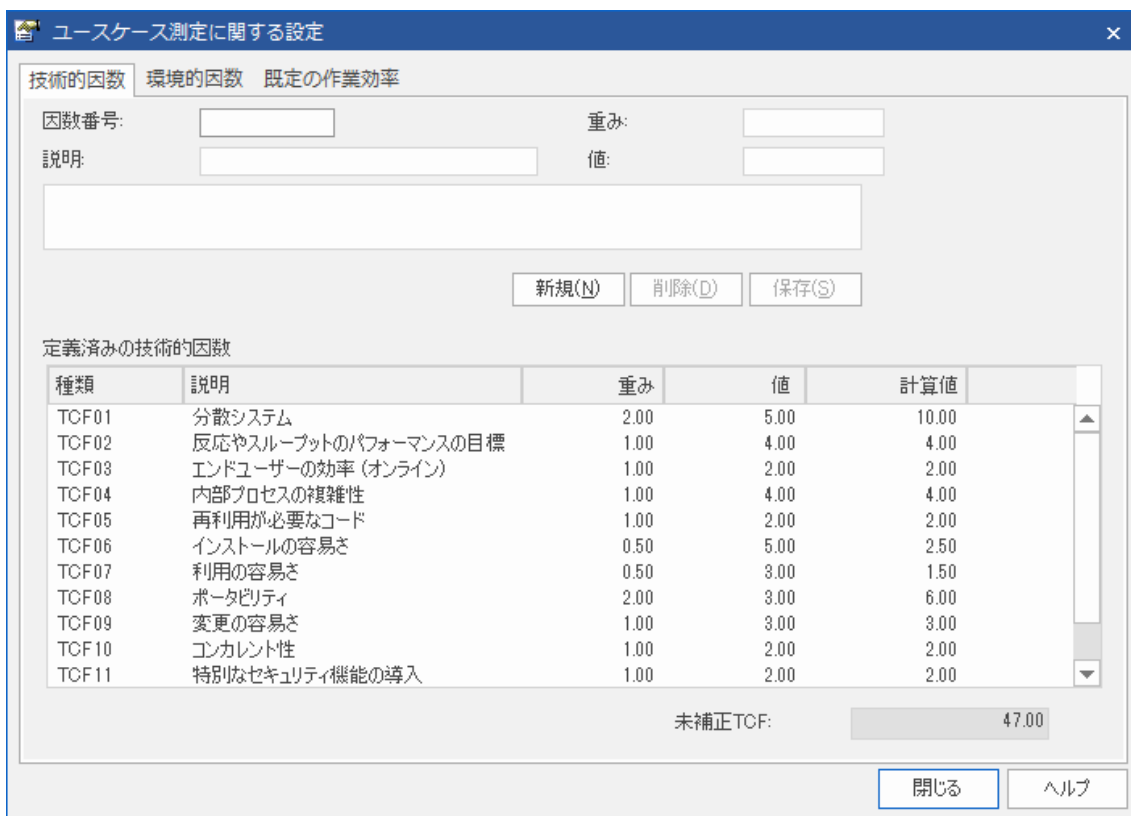 ユースケース測定に関する設定
技術的因数 環境的因数 既定の作業効率
因数番号: 重み:
説明: 値:
新規(N) 削除(D) 保存(S)
定義済みの技術的因数
種類 説明 重み 値 計算値
TCF01 分散システム 2.00 5.00 10.00
TCF02 反応やスループットのパフォーマンスの目標 1.00 4.00 4.00
TCF03 エンドユーザーの効率 (オンライン) 1.00 2.00 2.00
TCF04 内部プロセスの複雑性 1.00 4.00 4.00
TCF05 再利用が必要なコード 1.00 2.00 2.00
TCF06 インストールの容易さ 0.50 5.00 2.50
TCF07 利用の容易さ 0.50 3.00 1.50
TCF08 ポータビリティ 2.00 3.00 6.00
TCF09 変更の容易さ 1.00 3.00 3.00
TCF10 コンカレント性 1.00 2.00 2.00
TCF11 特別なセキュリティ機能の導入 1.00 2.00 2.00
未補正TCF: 47.00
閉じる ヘルプ